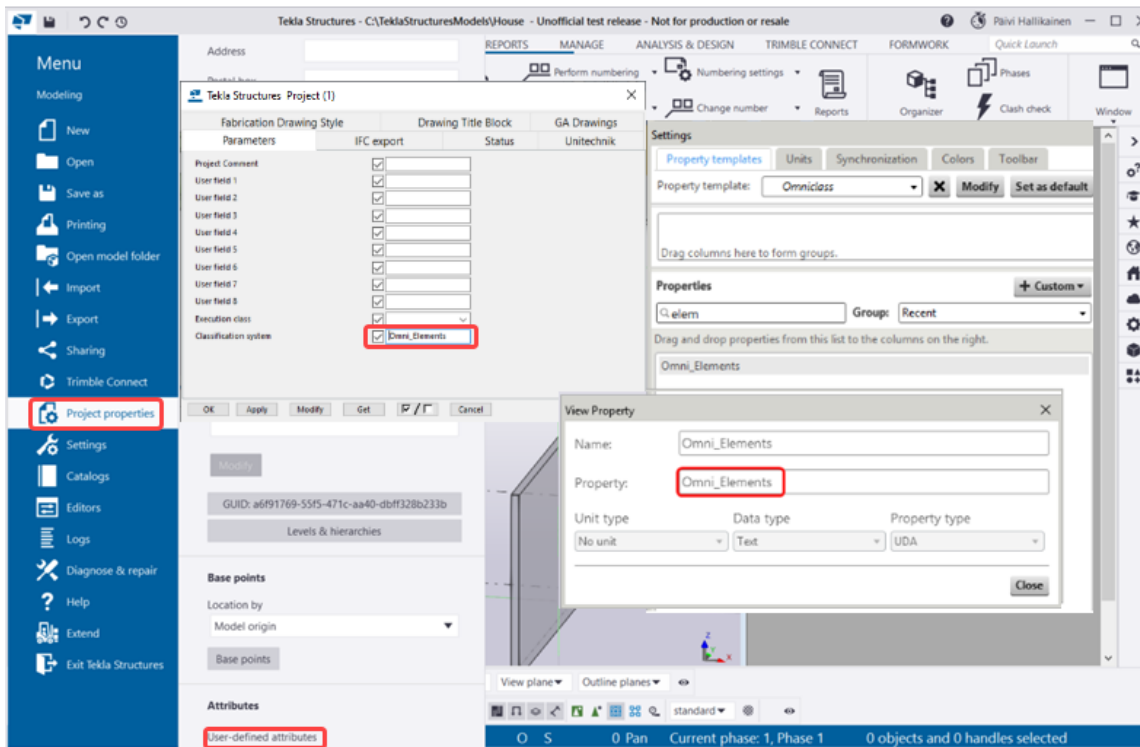 Tekla Structures - C:\TeklaStructuresModels\House - Unofficial test release - Not for production or resale
Päivi Hallikainen
Menu
Modeling
New
Open
Save as
Printing
Open model folder
Import
Export
Sharing
Trimble Connect
Project properties
Settings
Catalogs
Editors
Logs
Diagnose & repair
Help
Extend
Exit Tekla Structures
Address
REPORTS MANAGE ANALYSIS & DESIGN TRIMBLE CONNECT FORMWORK Quick Launch
Perform numbering
Numbering settings
Change number
Reports
Organizer
Phases
Clash check
Window
Tekla Structures Project (1)
Fabrication Drawing Style Drawing Title Block GA Drawings
Parameters IFC export Status Unitechnik
Project Comment
User field 1
User field 2
User field 3
User field 4
User field 5
User field 6
User field 7
User field 8
Execution class
Classification system Omni_Elements
OK Apply Modify Get Cancel
Modify
GUID: a6f91769-55f5-471c-aa40-dbff328b233b
Levels & hierarchies
Base points
Location by
Model origin
Base points
Attributes
User-defined attributes
Settings
Property templates Units Synchronization Colors Toolbar
Property template: Omniclass Modify Set as default
Drag columns here to form groups.
Properties + Custom
elem Group: Recent
Drag and drop properties from this list to the columns on the right.
Omni_Elements
View Property
Name: Omni_Elements
Property: Omni_Elements
Unit type Data type Property type
No unit Text UDA
Close
z
x
View plane Outline planes
standard
O S 0 Pan Current phase: 1, Phase 1 0 objects and 0 handles selected